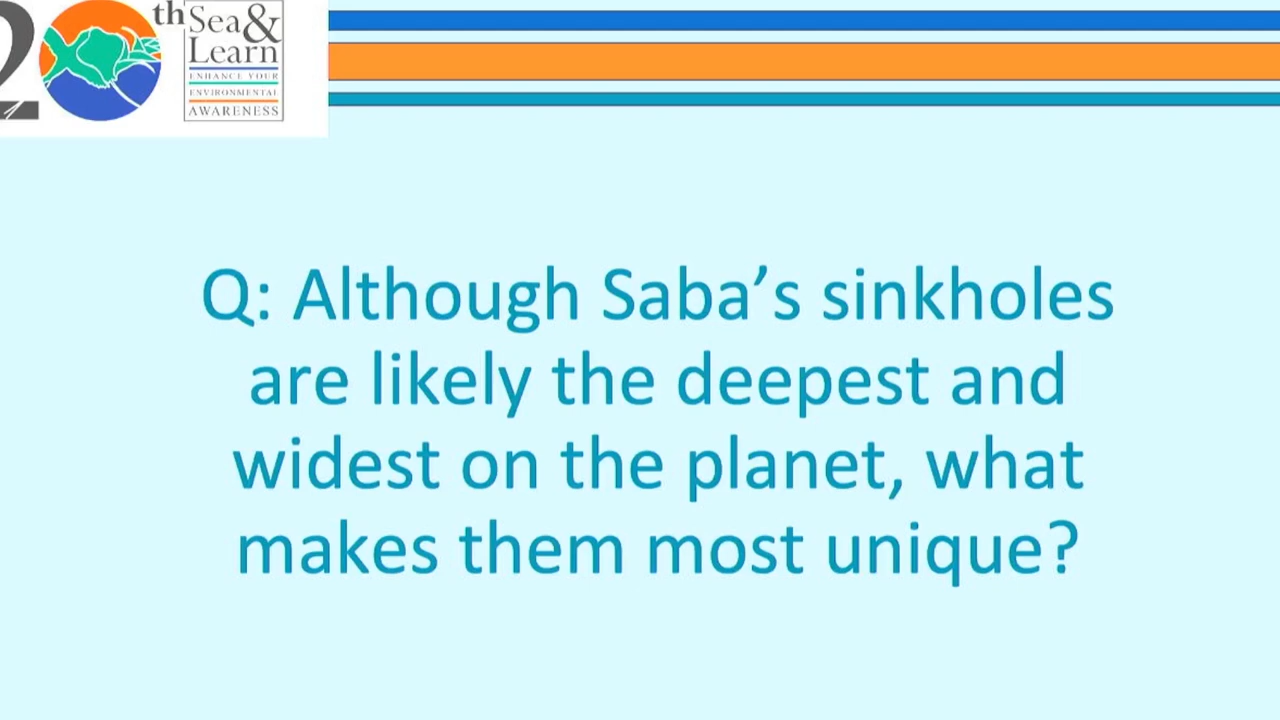 20th Sea&
Learn
ENHANCE YOUR
ENVIRONMENTAL
AWARENESS
Q: Although Saba’s sinkholes
are likely the deepest and
widest on the planet, what
makes them most unique?